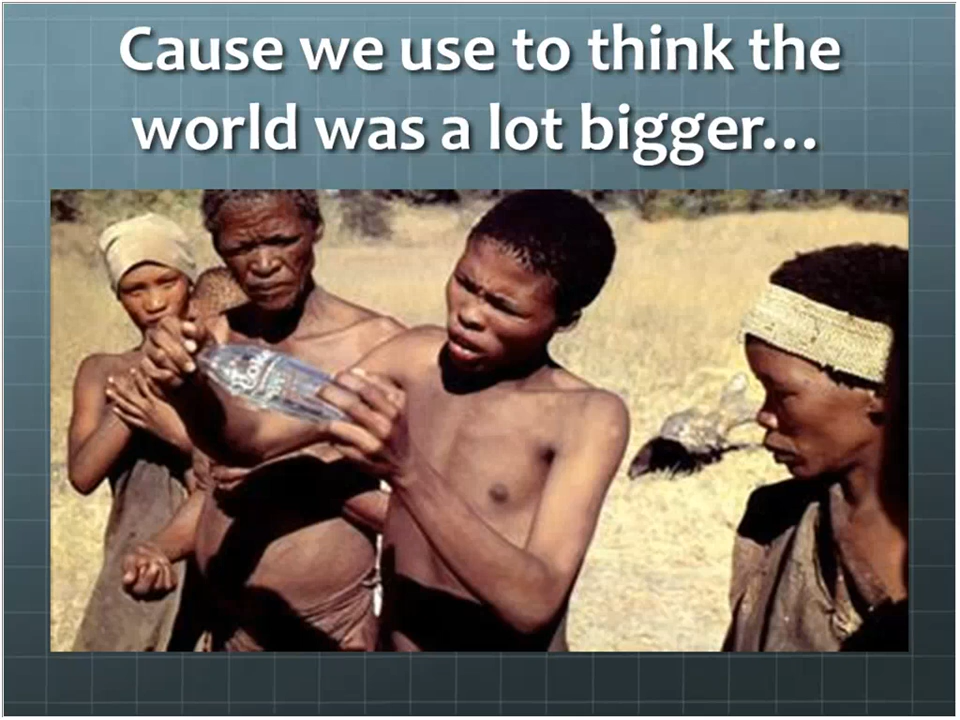 Cause we use to think the
world was a lot bigger…